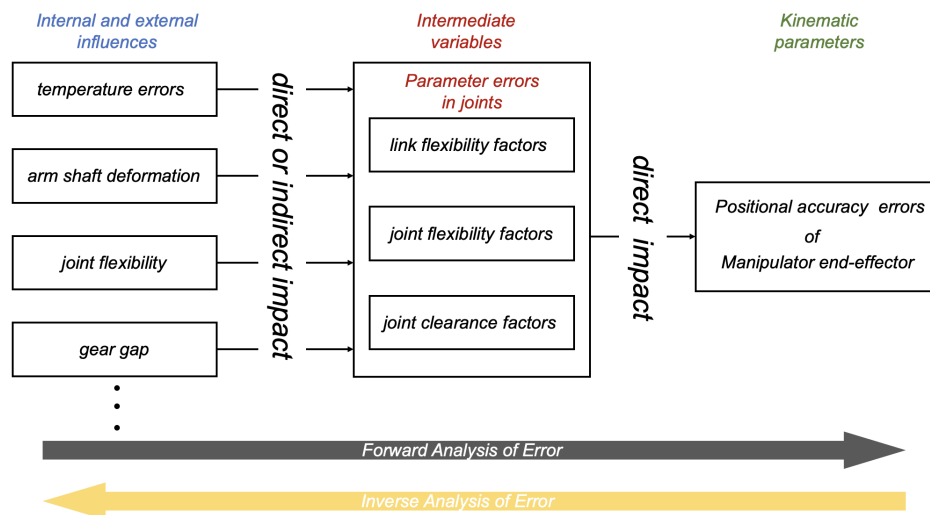 Internal and external
influences
Intermediate
variables
Kinematic
parameters
temperature errors
arm shaft deformation
joint flexibility
gear gap
direct or indirect impact
Parameter errors
in joints
link flexibility factors
joint flexibility factors
joint clearance factors
direct impact
Positional accuracy errors
of
Manipulator end-effector
Forward Analysis of Error
Inverse Analysis of Error